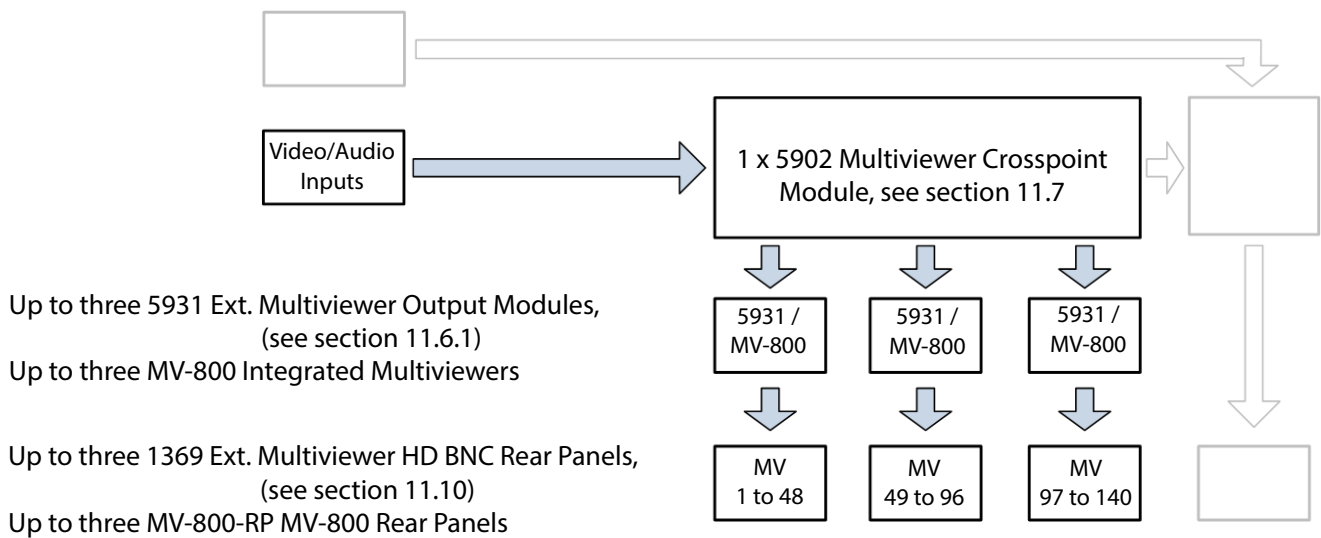 Video/Audio
Inputs
1 x 5902 Multiviewer Crosspoint
Module, see section 11.7
Up to three 5931 Ext. Multiviewer Output Modules,
(see section 11.6.1)
Up to three MV-800 Integrated Multiviewers
5931 /
MV-800
5931 /
MV-800
5931 /
MV-800
Up to three 1369 Ext. Multiviewer HD BNC Rear Panels,
(see section 11.10)
Up to three MV-800-RP MV-800 Rear Panels
MV
1 to 48
MV
49 to 96
MV
97 to 140